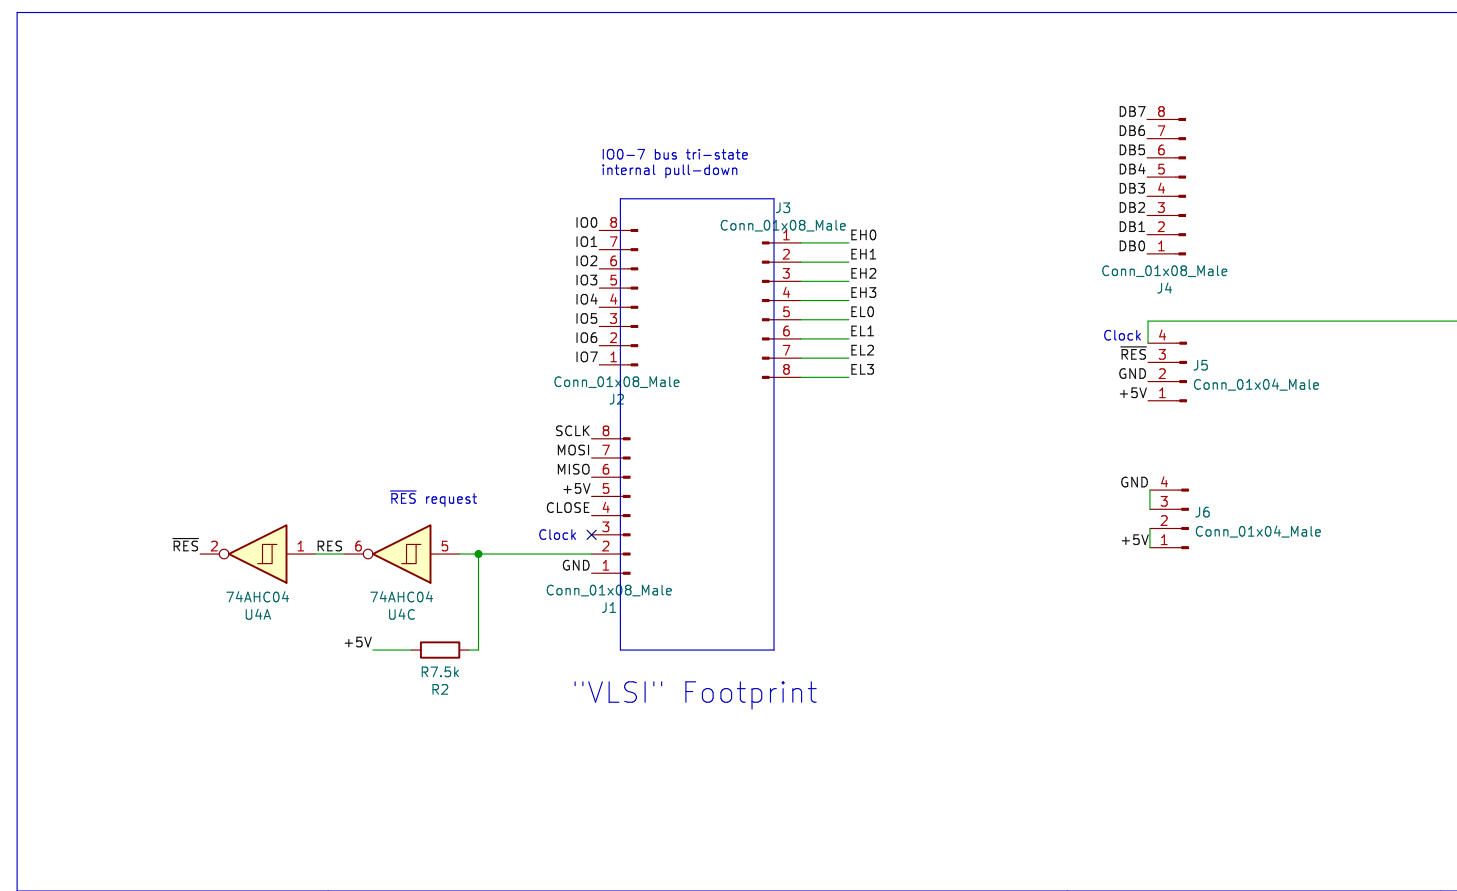 IO0-7 bus tri-state
internal pull-down
IO0 8
IO1 7
IO2 6
IO3 5
IO4 4
IO5 3
IO6 2
IO7 1
Conn_01x08_Male
J2
J3
Conn_01x08_Male
1 EH0
2 EH1
3 EH2
4 EH3
5 EL0
6 EL1
7 EL2
8 EL3
SCLK 8
MOSI 7
MISO 6
+5V 5
CLOSE 4
Clock 3
2
GND 1
Conn_01x08_Male
J1
RES request
RES 2 1 RES 6 5
74AHC04
U4A
74AHC04
U4C
+5V
R7.5k
R2
"VLSI" Footprint
DB7 8
DB6 7
DB5 6
DB4 5
DB3 4
DB2 3
DB1 2
DB0 1
Conn_01x08_Male
J4
Clock 4
RES 3
GND 2
+5V 1
J5
Conn_01x04_Male
GND 4
3
2
+5V 1
J6
Conn_01x04_Male